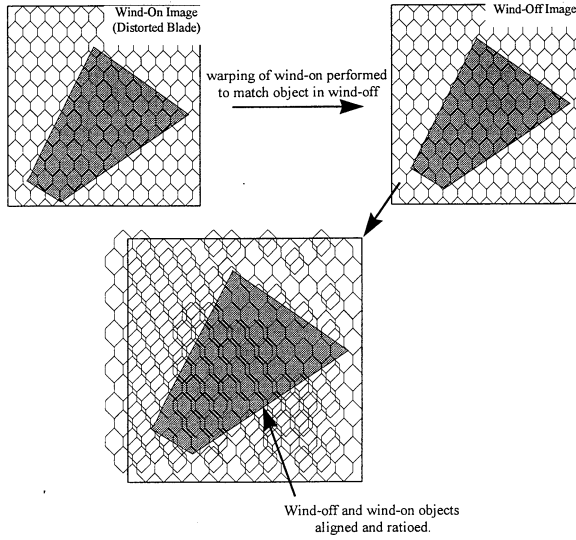 Wind-On Image
(Distorted Blade)
Wind-Off Image
warping of wind-on performed
to match object in wind-off
Wind-off and wind-on objects
aligned and ratioed.